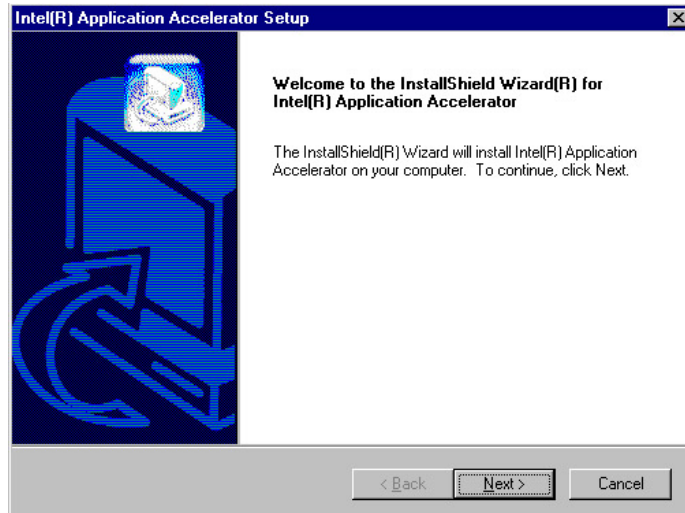 Intel(R) Application Accelerator Setup
Welcome to the InstallShield Wizard(R) for
Intel(R) Application Accelerator
The InstallShield(R) Wizard will install Intel(R) Application
Accelerator on your computer.  To continue, click Next.
< Back
Next >
Cancel